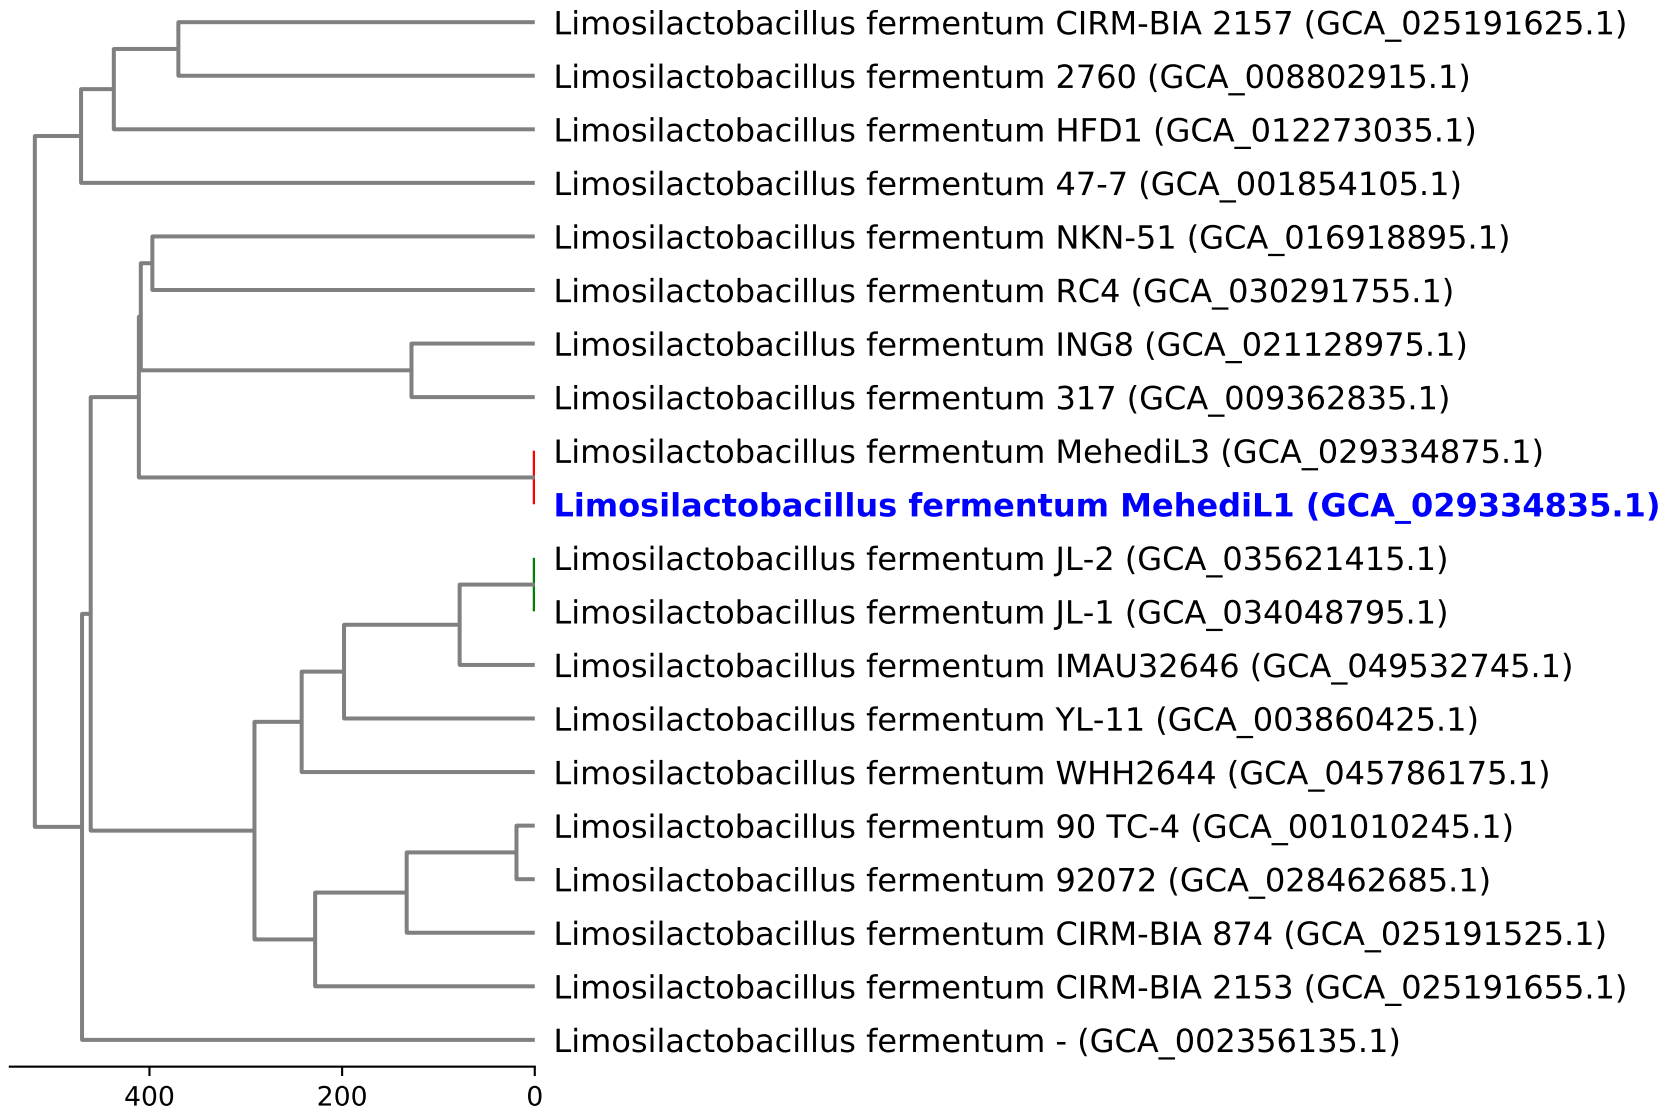 Limosilactobacillus fermentum CIRM-BIA 2157 (GCA_025191625.1)
Limosilactobacillus fermentum 2760 (GCA_008802915.1)
Limosilactobacillus fermentum HFD1 (GCA_012273035.1)
Limosilactobacillus fermentum 47-7 (GCA_001854105.1)
Limosilactobacillus fermentum NKN-51 (GCA_016918895.1)
Limosilactobacillus fermentum RC4 (GCA_030291755.1)
Limosilactobacillus fermentum ING8 (GCA_021128975.1)
Limosilactobacillus fermentum 317 (GCA_009362835.1)
Limosilactobacillus fermentum MehediL3 (GCA_029334875.1)
Limosilactobacillus fermentum MehediL1 (GCA_029334835.1)
Limosilactobacillus fermentum JL-2 (GCA_035621415.1)
Limosilactobacillus fermentum JL-1 (GCA_034048795.1)
Limosilactobacillus fermentum IMAU32646 (GCA_049532745.1)
Limosilactobacillus fermentum YL-11 (GCA_003860425.1)
Limosilactobacillus fermentum WHH2644 (GCA_045786175.1)
Limosilactobacillus fermentum 90 TC-4 (GCA_001010245.1)
Limosilactobacillus fermentum 92072 (GCA_028462685.1)
Limosilactobacillus fermentum CIRM-BIA 874 (GCA_025191525.1)
Limosilactobacillus fermentum CIRM-BIA 2153 (GCA_025191655.1)
Limosilactobacillus fermentum - (GCA_002356135.1)
400 200 0